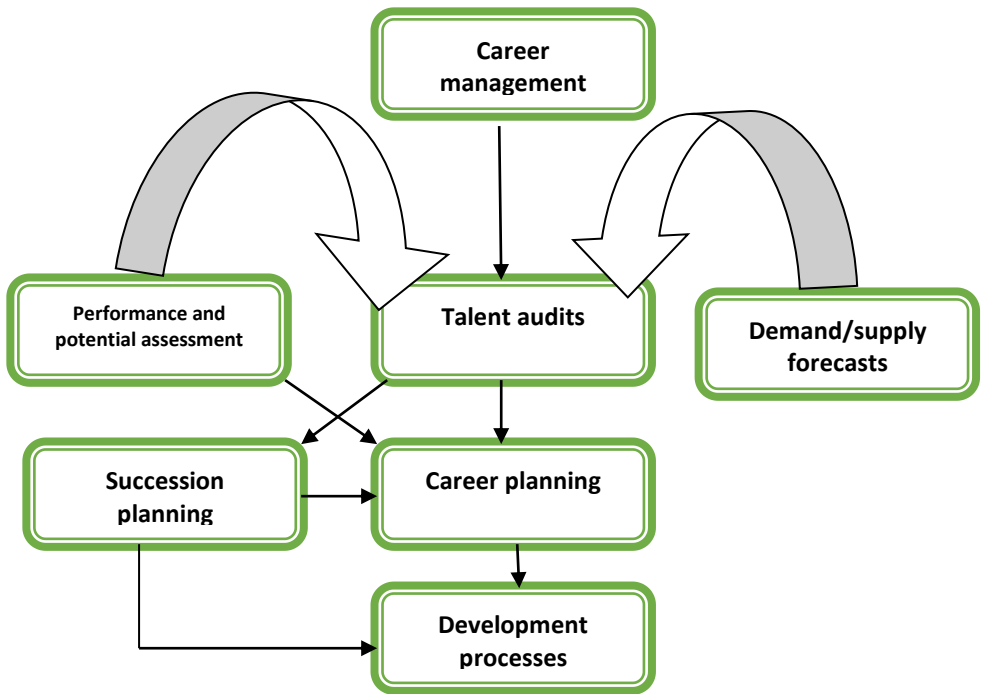 Career
management
Performance and
potential assessment
Talent audits
Demand/supply
forecasts
Succession
planning
Career planning
Development
processes